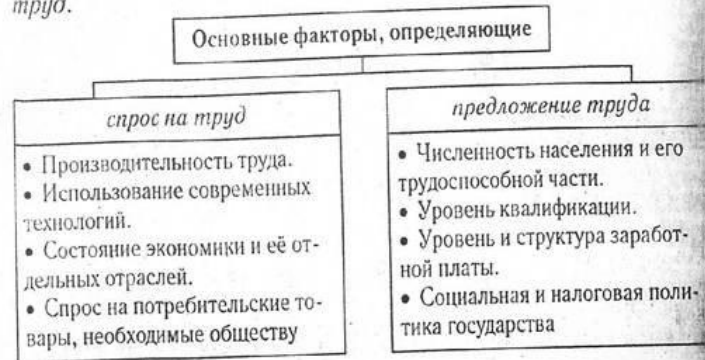 труд.
Основные факторы, определяющие
спрос на труд
• Производительность труда.
• Использование современных
технологий.
• Состояние экономики и её от-
дельных отраслей.
• Спрос на потребительские то-
вары, необходимые обществу
предложение труда
• Численность населения и его
трудоспособной части.
• Уровень квалификации.
• Уровень и структура заработ-
ной платы.
• Социальная и налоговая поли-
тика государства